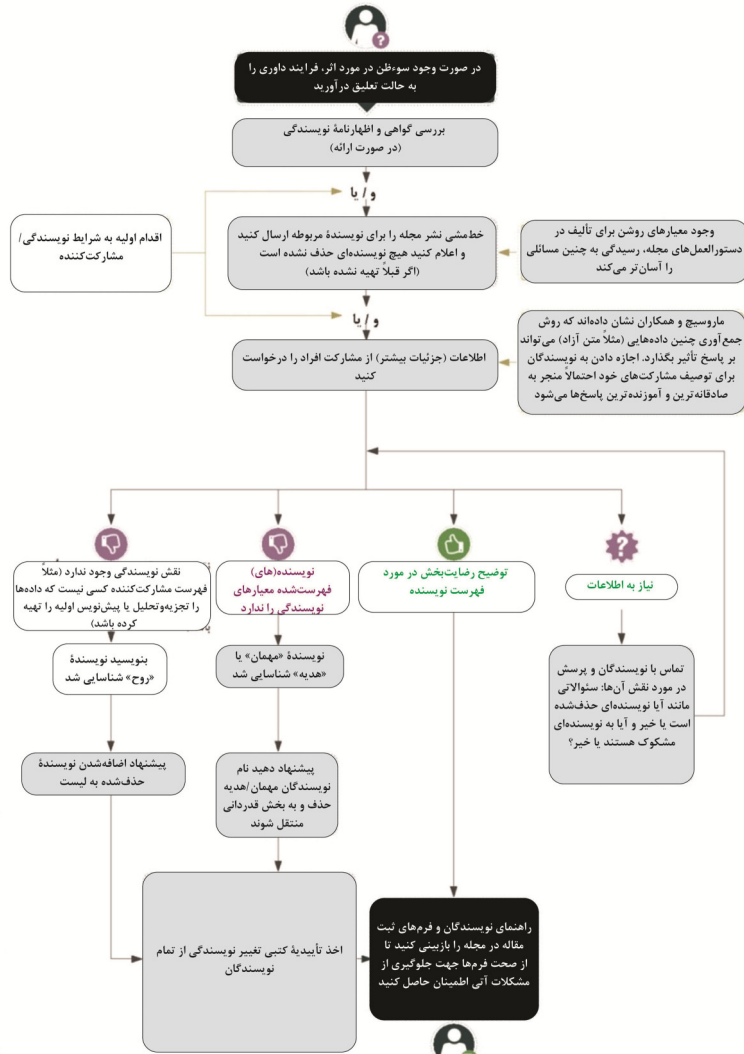 ?
در صورت وجود سوءظن در مورد اثر، فرایند داوری را
به حالت تعلیق درآورید
بررسی گواهی و اظهارنامهٔ نویسندگی
(در صورت ارائه)
و / یا
اقدام اولیه به شرایط نویسندگی/
مشارکت‌کننده
خط‌مشی نشر مجله را برای نویسندهٔ مربوطه ارسال کنید
و اعلام کنید هیچ نویسنده‌ای حذف نشده است
(اگر قبلاً تهیه نشده باشد)
وجود معیارهای روشن برای تألیف در
دستورالعمل‌های مجله، رسیدگی به چنین مسائلی
را آسان‌تر می‌کند
و / یا
اطلاعات (جزئیات بیشتر) از مشارکت افراد را درخواست
کنید
ماروسیچ و همکاران نشان داده‌اند که روش
جمع‌آوری چنین داده‌هایی (مثلاً متن آزاد) می‌تواند
بر پاسخ تأثیر بگذارد. اجازه دادن به نویسندگان
برای توصیف مشارکت‌های خود احتمالاً منجر به
صادقانه‌ترین و آموزنده‌ترین پاسخ‌ها می‌شود
?
نیاز به اطلاعات
توضیح رضایت‌بخش در مورد
فهرست نویسنده
نویسنده(های)
فهرست‌شده معیارهای
نویسندگی را ندارد
نقش نویسندگی وجود ندارد (مثلاً
فهرست مشارکت‌کننده کسی نیست که داده‌ها
را تجزیه‌وتحلیل یا پیش‌نویس اولیه را تهیه
کرده باشد)
تماس با نویسندگان و پرسش
در مورد نقش آن‌ها: سئوالاتی
مانند آیا نویسنده‌ای حذف‌شده
است یا خیر و آیا به نویسنده‌ای
مشکوک هستند یا خیر؟
نویسندهٔ «مهمان» یا
«هدیه» شناسایی شد
بنویسید نویسندهٔ
«روح» شناسایی شد
پیشنهاد دهید نام
نویسندگان مهمان/هدیه
حذف و به بخش قدردانی
منتقل شوند
پیشنهاد اضافه‌شدن نویسندهٔ
حذف‌شده به لیست
راهنمای نویسندگان و فرم‌های ثبت
مقاله در مجله را بازبینی کنید تا
از صحت فرم‌ها جهت جلوگیری از
مشکلات آتی اطمینان حاصل کنید
اخذ تأییدیهٔ کتبی تغییر نویسندگی از تمام
نویسندگان